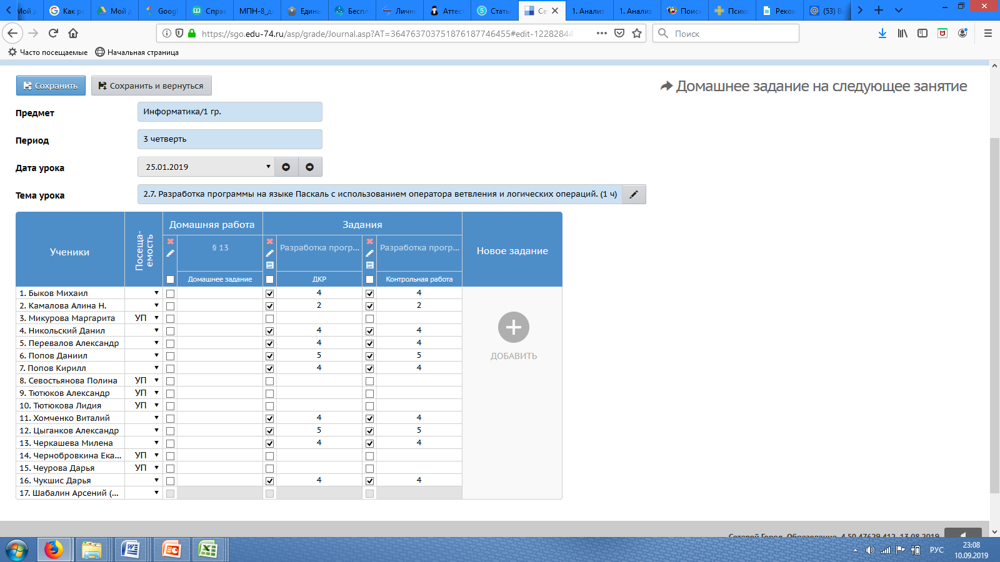 Мой д
Как ра
Мой д
Googl
Справ
МПН-8_д
Едины
Беспл
Личн
Аттест
Стать
Се
1. Анализ
1. Анализ
Поиск
Психо
Реком
(53) В
https://sgo.edu-74.ru/asp/grade/Journal.asp?AT=364763703751876187746455#edit-12282844
Поиск
Часто посещаемые
Начальная страница
Сохранить
Сохранить и вернуться
Домашнее задание на следующее занятие
Предмет Информатика/1 гр.
Период 3 четверть
Дата урока 25.01.2019
Тема урока 2.7. Разработка программы на языке Паскаль с использованием оператора ветвления и логических операций. (1 ч)
Ученики
Посеща-
емость
Домашняя работа
Задания
Новое задание
§ 13
Разработка прогр...
Разработка прогр...
Домашнее задание
ДКР
Контрольная работа
1. Быков Михаил 4 4
2. Камалова Алина Н. 2 2
3. Микурова Маргарита УП
4. Никольский Данил 4 4
5. Перевалов Александр 4 4
6. Попов Даниил 5 5
7. Попов Кирилл 4 4
8. Севостьянова Полина УП
9. Тютюков Александр УП
10. Тютюкова Лидия УП
11. Хомченко Виталий 4 4
12. Цыганков Александр 5 5
13. Черкашева Милена 4 4
14. Чернобровкина Ека... УП
15. Чеурова Дарья УП
16. Чукшис Дарья 4 4
17. Шабалин Арсений (...
ДОБАВИТЬ
Сетевой Город. Образование 4.50.47629.412 13.08.2019
РУС
23:08
10.09.2019